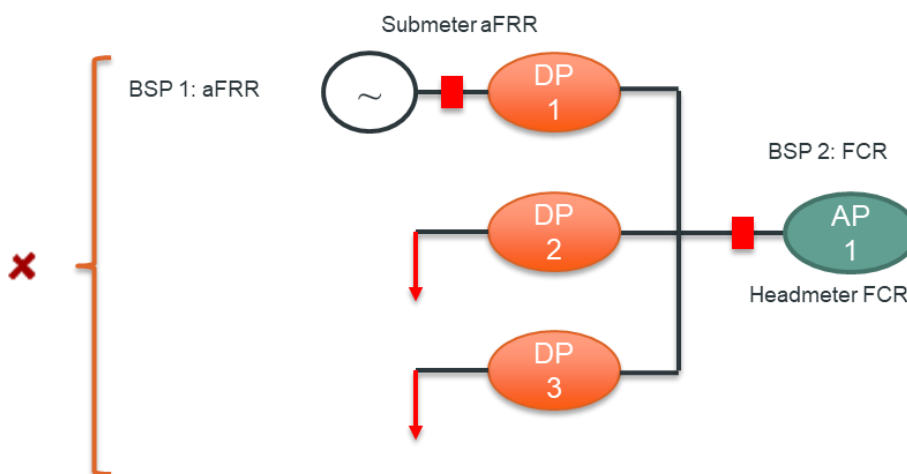 Submeter aFRR
BSP 1: aFRR
~
DP
1
BSP 2: FCR
DP
2
AP
1
Headmeter FCR
DP
3